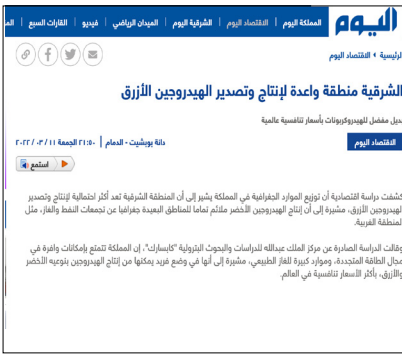 اليوم
المملكة اليوم | الاقتصاد اليوم | الشرقية اليوم | الميدان الرياضي | فيديو | القارات السبع
الرئيسية الاقتصاد اليوم
الشرقية منطقة واعدة لإنتاج وتصدير الهيدروجين الأزرق
بديل مفضل للهيدروكربونات بأسعار تنافسية عالمية
الاقتصاد اليوم
دانة بوبشيت - الدمام | ٢١:٥٠ الجمعة ١١ / ٠٣ / ٢٠٢٢
استمع
كشفت دراسة اقتصادية أن توزيع الموارد الجغرافية في المملكة يشير إلى أن المنطقة الشرقية تعد أكثر احتمالية لإنتاج وتصدير
الهيدروجين الأزرق، مشيرة إلى أن إنتاج الهيدروجين الأخضر ملائم تماما للمناطق البعيدة جغرافيا عن تجمعات النفط والغاز، مثل
المنطقة الغربية.
وقالت الدراسة الصادرة عن مركز الملك عبدالله للدراسات والبحوث البترولية "كابسارك"، إن المملكة تتمتع بإمكانات وافرة في
مجال الطاقة المتجددة، وموارد كبيرة للغاز الطبيعي، مشيرة إلى أنها في وضع فريد يمكنها من إنتاج الهيدروجين بنوعيه الأخضر
والأزرق، بأكثر الأسعار تنافسية في العالم.